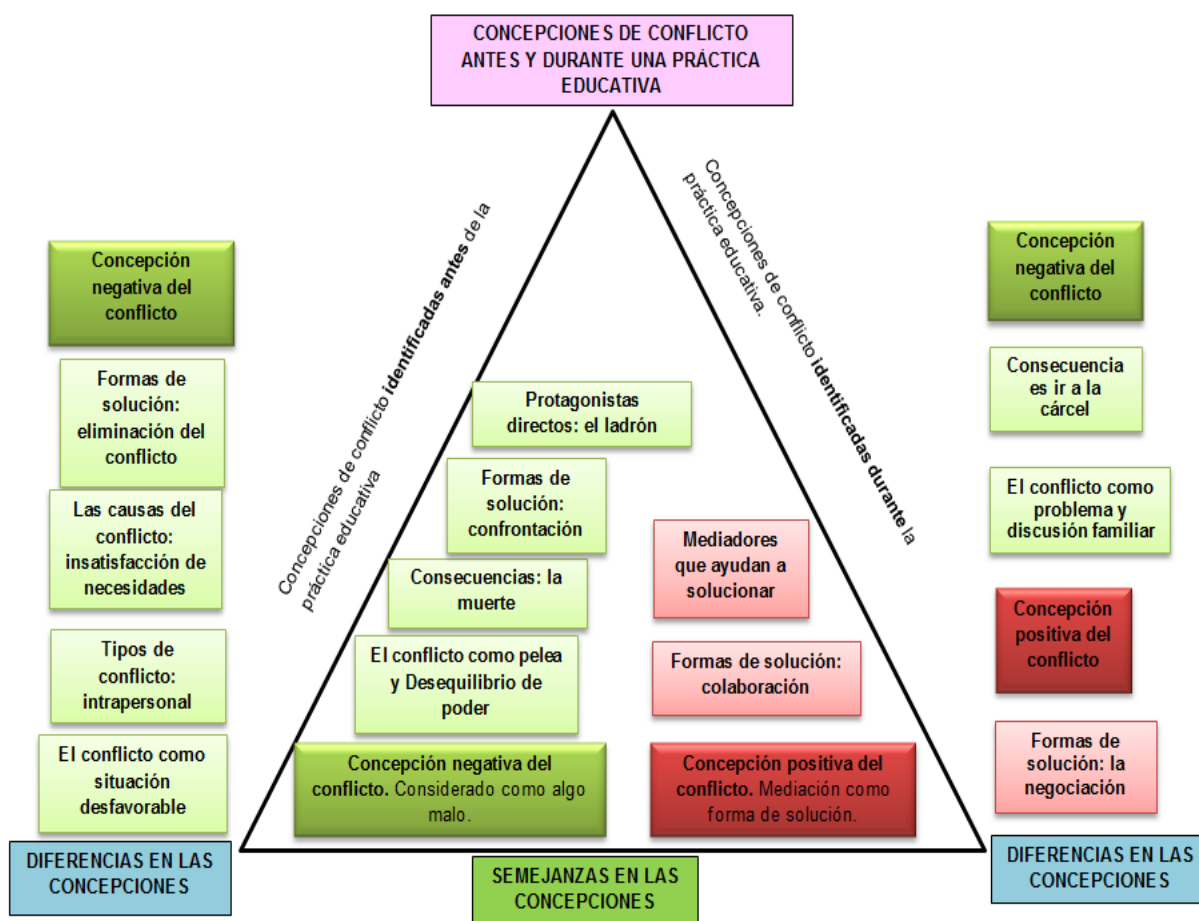 CONCEPCIONES DE CONFLICTO
ANTES Y DURANTE UNA PRÁCTICA
EDUCATIVA
Concepciones de conflicto identificadas antes de la
práctica educativa
Concepciones de conflicto identificadas durante la
práctica educativa.
Concepción
negativa del
conflicto
Formas de
solución:
eliminación del
conflicto
Las causas del
conflicto:
insatisfacción de
necesidades
Tipos de
conflicto:
intrapersonal
El conflicto como
situación
desfavorable
DIFERENCIAS EN LAS
CONCEPCIONES
Protagonistas
directos: el ladrón
Formas de
solución:
confrontación
Consecuencias: la
muerte
El conflicto como pelea
y Desequilibrio de
poder
Concepción negativa del
conflicto. Considerado como algo
malo.
Mediadores
que ayudan a
solucionar
Formas de solución:
colaboración
Concepción positiva del
conflicto. Mediación como
forma de solución.
SEMEJANZAS EN LAS
CONCEPCIONES
Concepción
negativa del
conflicto
Consecuencia
es ir a la
cárcel
El conflicto como
problema y
discusión familiar
Concepción
positiva del
conflicto
Formas de
solución: la
negociación
DIFERENCIAS EN LAS
CONCEPCIONES